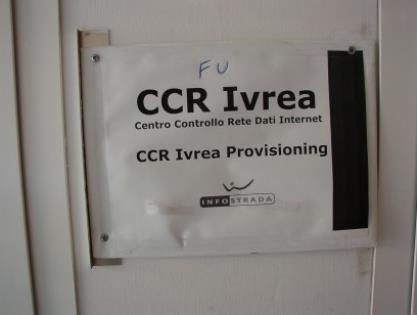 FU
CCR Ivrea
Centro Controllo Rete Dati Internet
CCR Ivrea Provisioning
INFOSTRADA